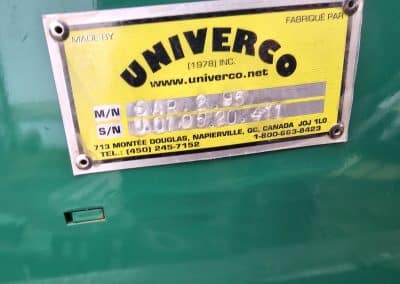 MADE BY
FABRIQUÉ PAR
UNIVERCO
(1978) INC.
www.univerco.net
M/N
S/N
713 MONTÉE DOUGLAS, NAPIERVILLE, QC, CANADA J0J 1L0
TEL.: (450) 245-7152 1-800-663-8423